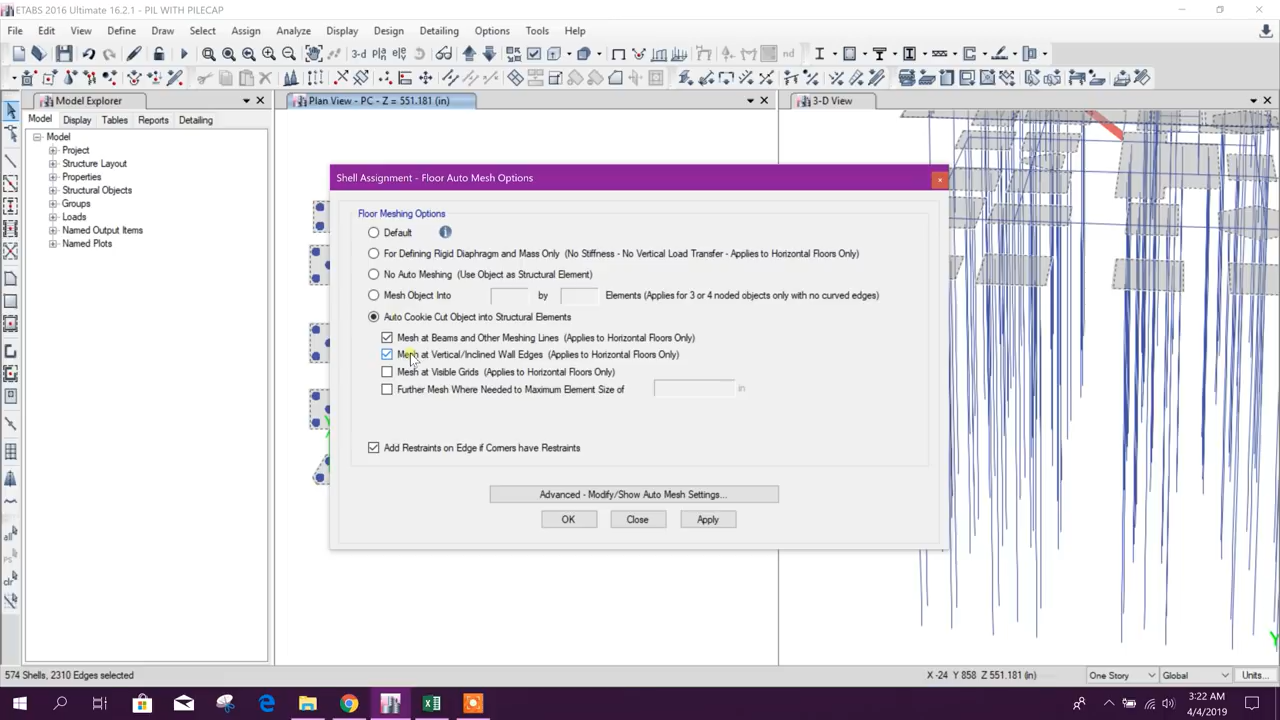 ETABS 2016 Ultimate 16.2.1 - PIL WITH PILECAP
File Edit View Define Draw Select Assign Analyze Display Design Detailing Options Tools Help
3-d
nd
Model Explorer
Plan View - PC - Z = 551.181 (in)
3-D View
Model Display Tables Reports Detailing
Model
Project
Structure Layout
Properties
Structural Objects
Groups
Loads
Named Output Items
Named Plots
Shell Assignment - Floor Auto Mesh Options
Floor Meshing Options
Default
For Defining Rigid Diaphragm and Mass Only (No Stiffness - No Vertical Load Transfer - Applies to Horizontal Floors Only)
No Auto Meshing (Use Object as Structural Element)
Mesh Object Into by Elements (Applies for 3 or 4 noded objects only with no curved edges)
Auto Cookie Cut Object into Structural Elements
Mesh at Beams and Other Meshing Lines (Applies to Horizontal Floors Only)
Mesh at Vertical/Inclined Wall Edges (Applies to Horizontal Floors Only)
Mesh at Visible Grids (Applies to Horizontal Floors Only)
Further Mesh Where Needed to Maximum Element Size of in
Add Restraints on Edge if Corners have Restraints
Advanced - Modify/Show Auto Mesh Settings...
OK Close Apply
all
clr
Y
574 Shells, 2310 Edges selected
X -24 Y 858 Z 551.181 (in)
One Story Global Units...
3:22 AM
4/4/2019